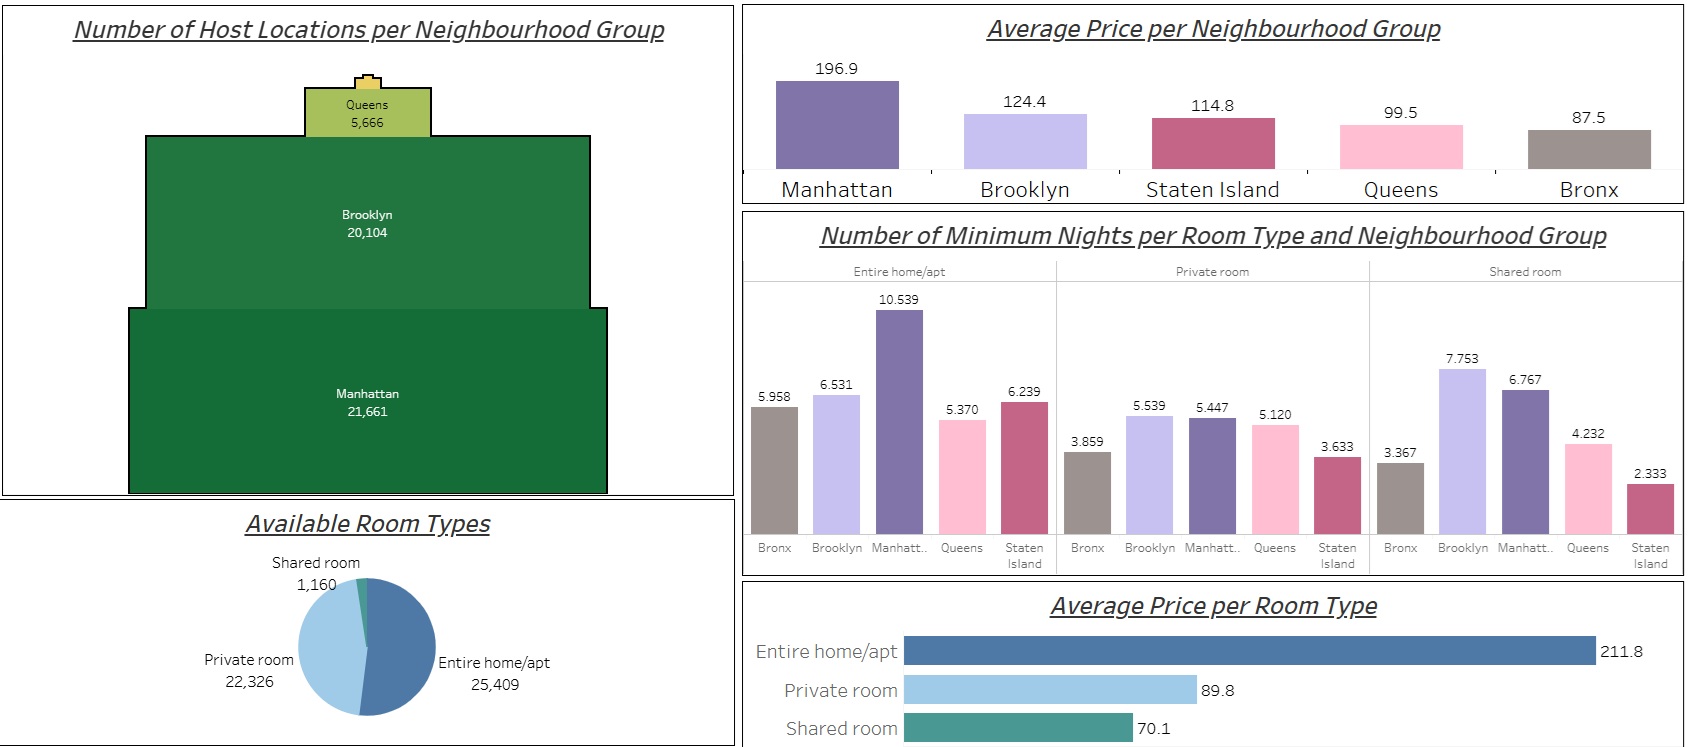 Number of Host Locations per Neighbourhood Group
Queens
5,666
Brooklyn
20,104
Manhattan
21,661
Available Room Types
Shared room
1,160
Private room
22,326
Entire home/apt
25,409
Average Price per Neighbourhood Group
196.9
124.4
114.8
99.5
87.5
Manhattan Brooklyn Staten Island Queens Bronx
Number of Minimum Nights per Room Type and Neighbourhood Group
Entire home/apt Private room Shared room
10.539
7.753
6.767
5.958 6.531 5.370 6.239
5.539 5.447 5.120
3.859 3.633
4.232
3.367
2.333
Bronx Brooklyn Manhatt.. Queens Staten Bronx Brooklyn Manhatt.. Queens Staten Bronx Brooklyn Manhatt.. Queens Staten
Island Island Island
Average Price per Room Type
Entire home/apt 211.8
Private room 89.8
Shared room 70.1